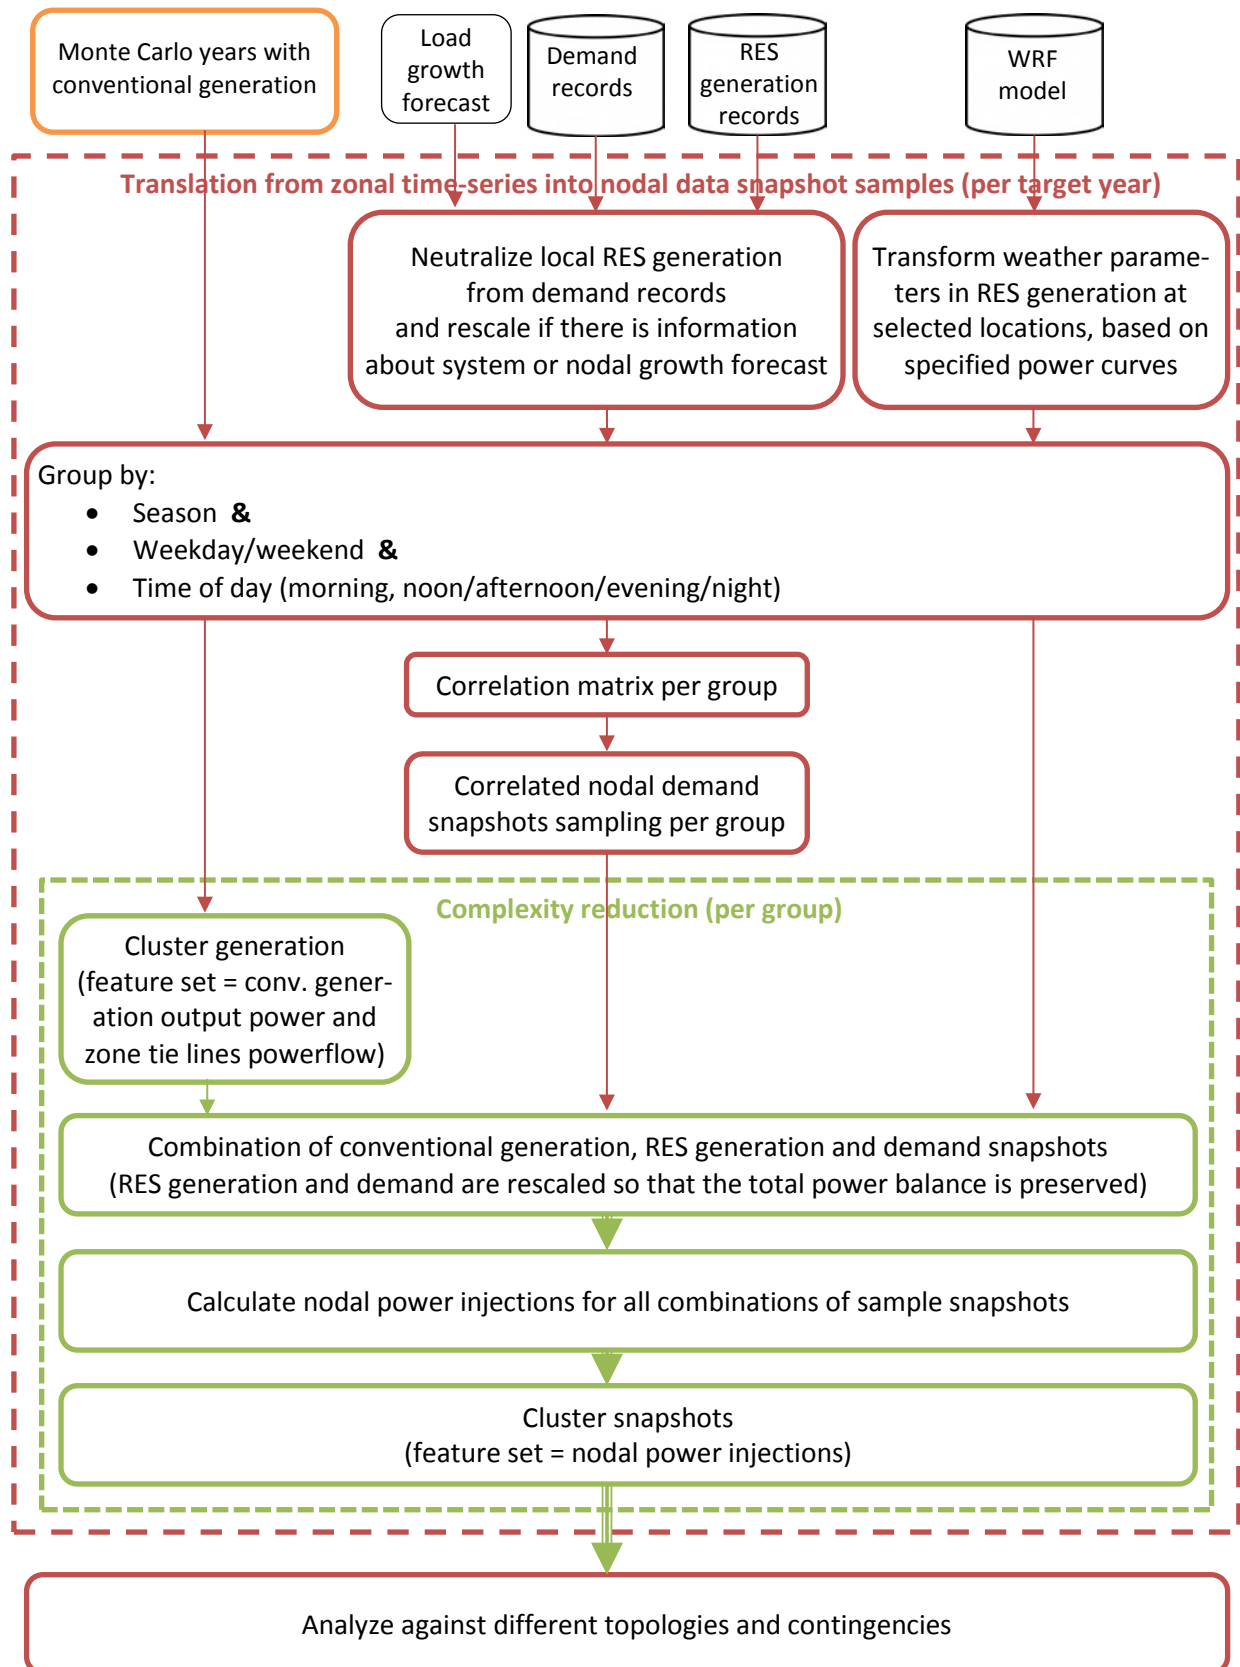 Monte Carlo years with
conventional generation
Load
growth
forecast
Demand
records
RES
generation
records
WRF
model
Translation from zonal time-series into nodal data snapshot samples (per target year)
Neutralize local RES generation
from demand records
and rescale if there is information
about system or nodal growth forecast
Transform weather parame-
ters in RES generation at
selected locations, based on
specified power curves
Group by:
• Season &
• Weekday/weekend &
• Time of day (morning, noon/afternoon/evening/night)
Correlation matrix per group
Correlated nodal demand
snapshots sampling per group
Complexity reduction (per group)
Cluster generation
(feature set = conv. gener-
ation output power and
zone tie lines powerflow)
Combination of conventional generation, RES generation and demand snapshots
(RES generation and demand are rescaled so that the total power balance is preserved)
Calculate nodal power injections for all combinations of sample snapshots
Cluster snapshots
(feature set = nodal power injections)
Analyze against different topologies and contingencies